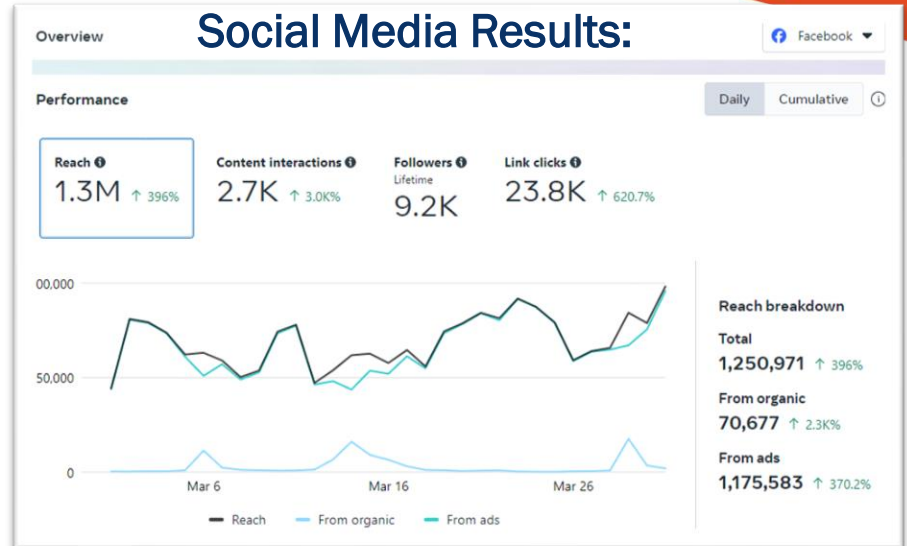 Social Media Results:
Overview
Facebook
Performance
Daily Cumulative
Reach
1.3M ↑ 396%
Content interactions
2.7K ↑ 3.0K%
Followers
Lifetime
9.2K
Link clicks
23.8K ↑ 620.7%
00,000
50,000
0
Mar 6 Mar 16 Mar 26
Reach From organic From ads
Reach breakdown
Total
1,250,971 ↑ 396%
From organic
70,677 ↑ 2.3K%
From ads
1,175,583 ↑ 370.2%